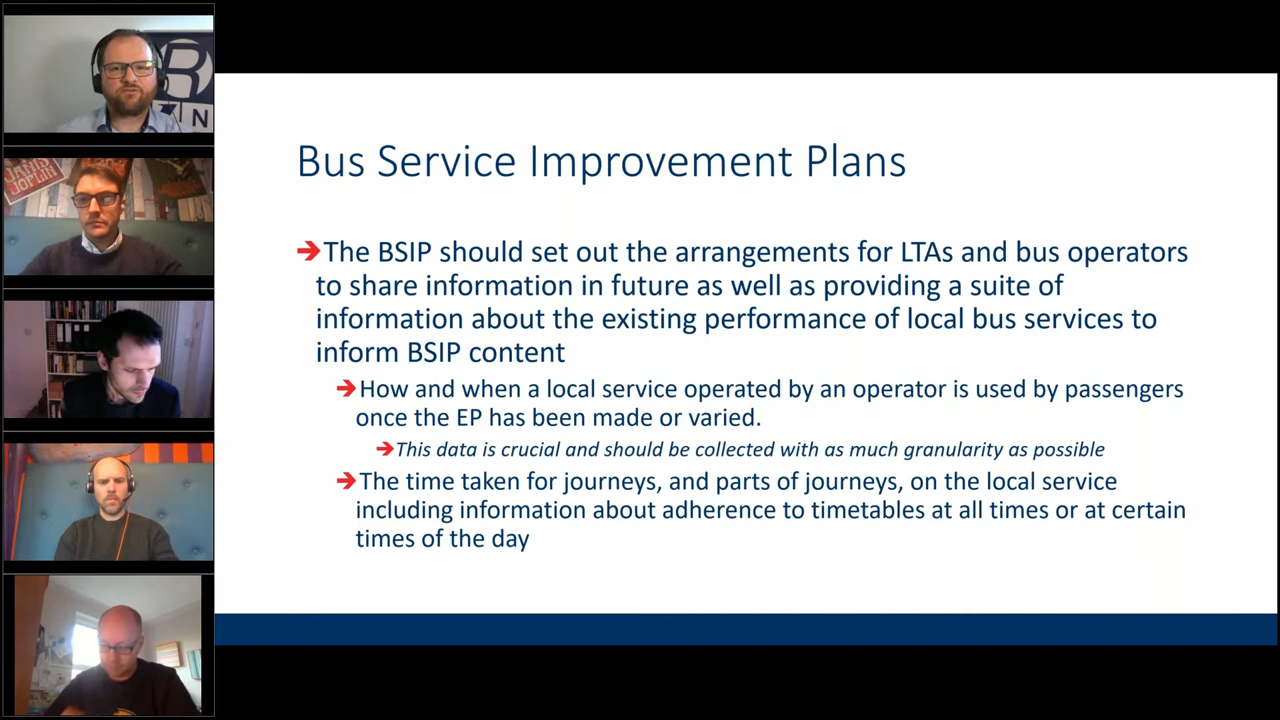 JANIS
JOPLIN
R
N
Bus Service Improvement Plans
The BSIP should set out the arrangements for LTAs and bus operators
to share information in future as well as providing a suite of
information about the existing performance of local bus services to
inform BSIP content
How and when a local service operated by an operator is used by passengers
once the EP has been made or varied.
This data is crucial and should be collected with as much granularity as possible
The time taken for journeys, and parts of journeys, on the local service
including information about adherence to timetables at all times or at certain
times of the day